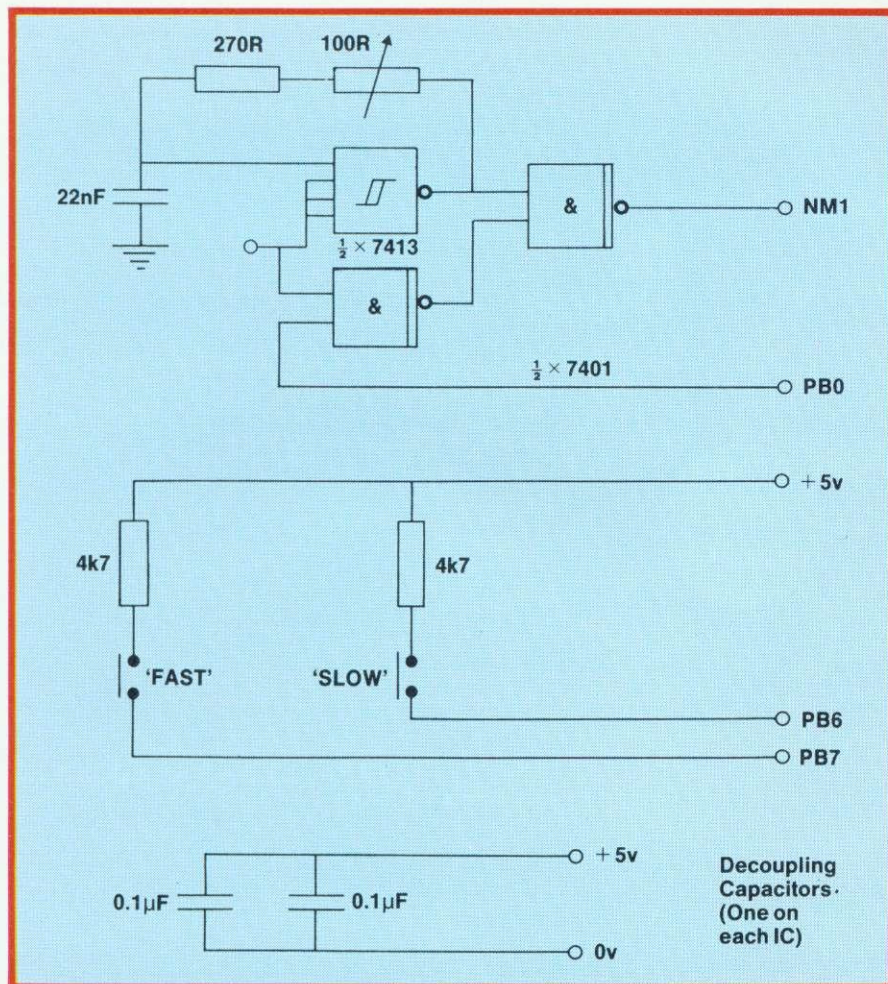 270R
100R
22nF
½ × 7413
&
NM1
&
½ × 7401
PB0
+5v
4k7
4k7
'FAST'
'SLOW'
PB6
PB7
+5v
0.1µF
0.1µF
0v
Decoupling
Capacitors.
(One on
each IC)